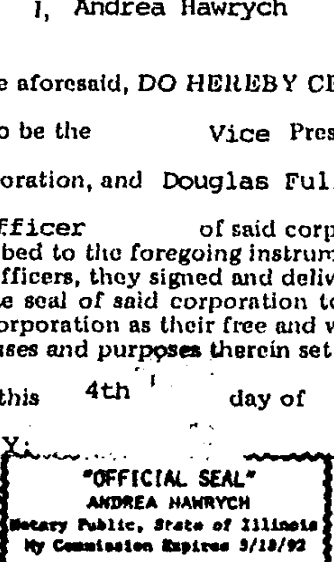 I, Andrea Hawrych
e aforesaid, DO HEREBY CE
o be the Vice Pres
oration, and Douglas Ful
fficer of said corp
bed to the foregoing instrum
fficers, they signed and deliv
e seal of said corporation to
orporation as their free and v
ses and purposes therein set
this 4th day of
Y:
"OFFICIAL SEAL"
ANDREA HAWRYCH
Notary Public, State of Illinois
My Commission Expires 3/18/92